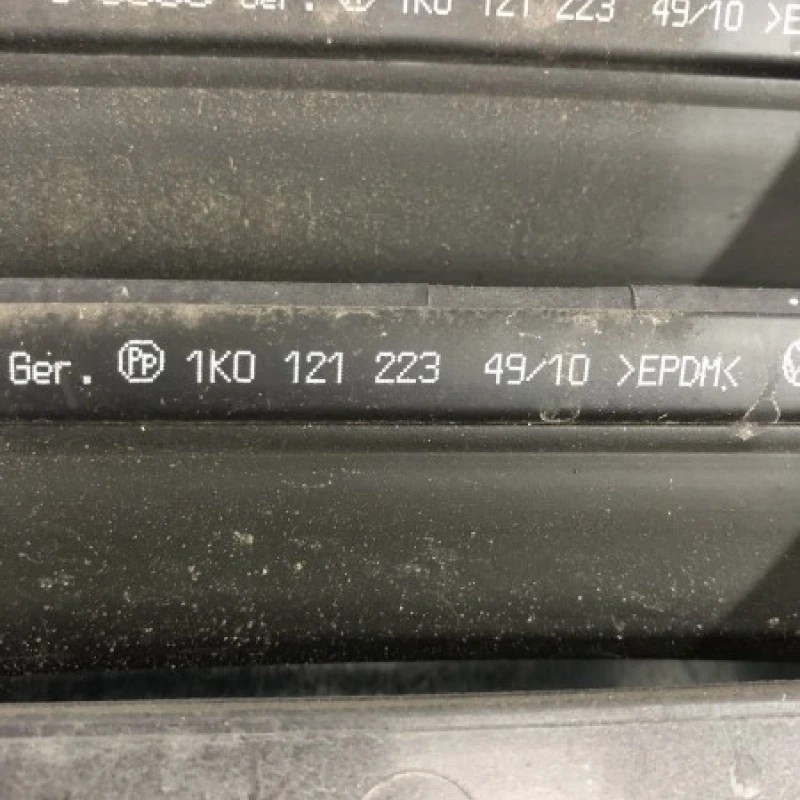 Ger. 1K0 121 223 49/10 >E
Ger. PP 1K0 121 223 49/10 >EPDM<